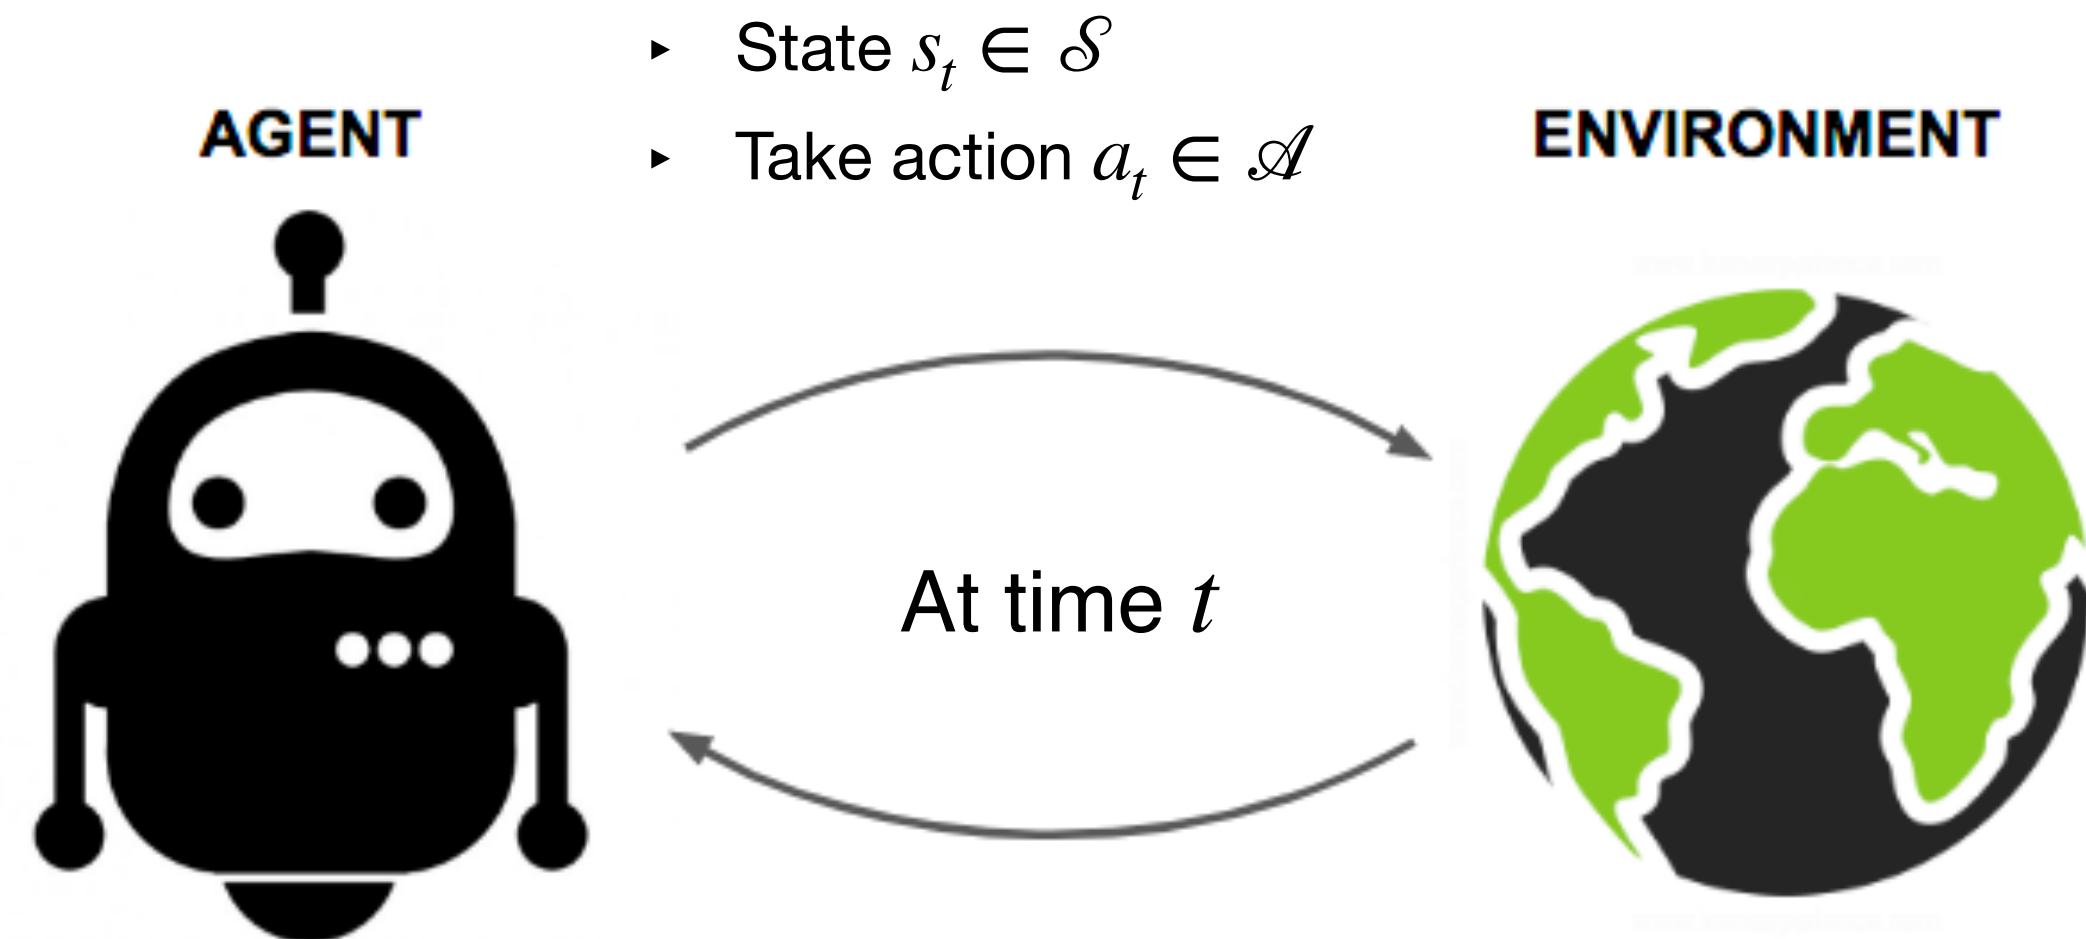 ▸ State s_t ∈ 𝒮
▸ Take action a_t ∈ 𝒜
AGENT
ENVIRONMENT
At time t